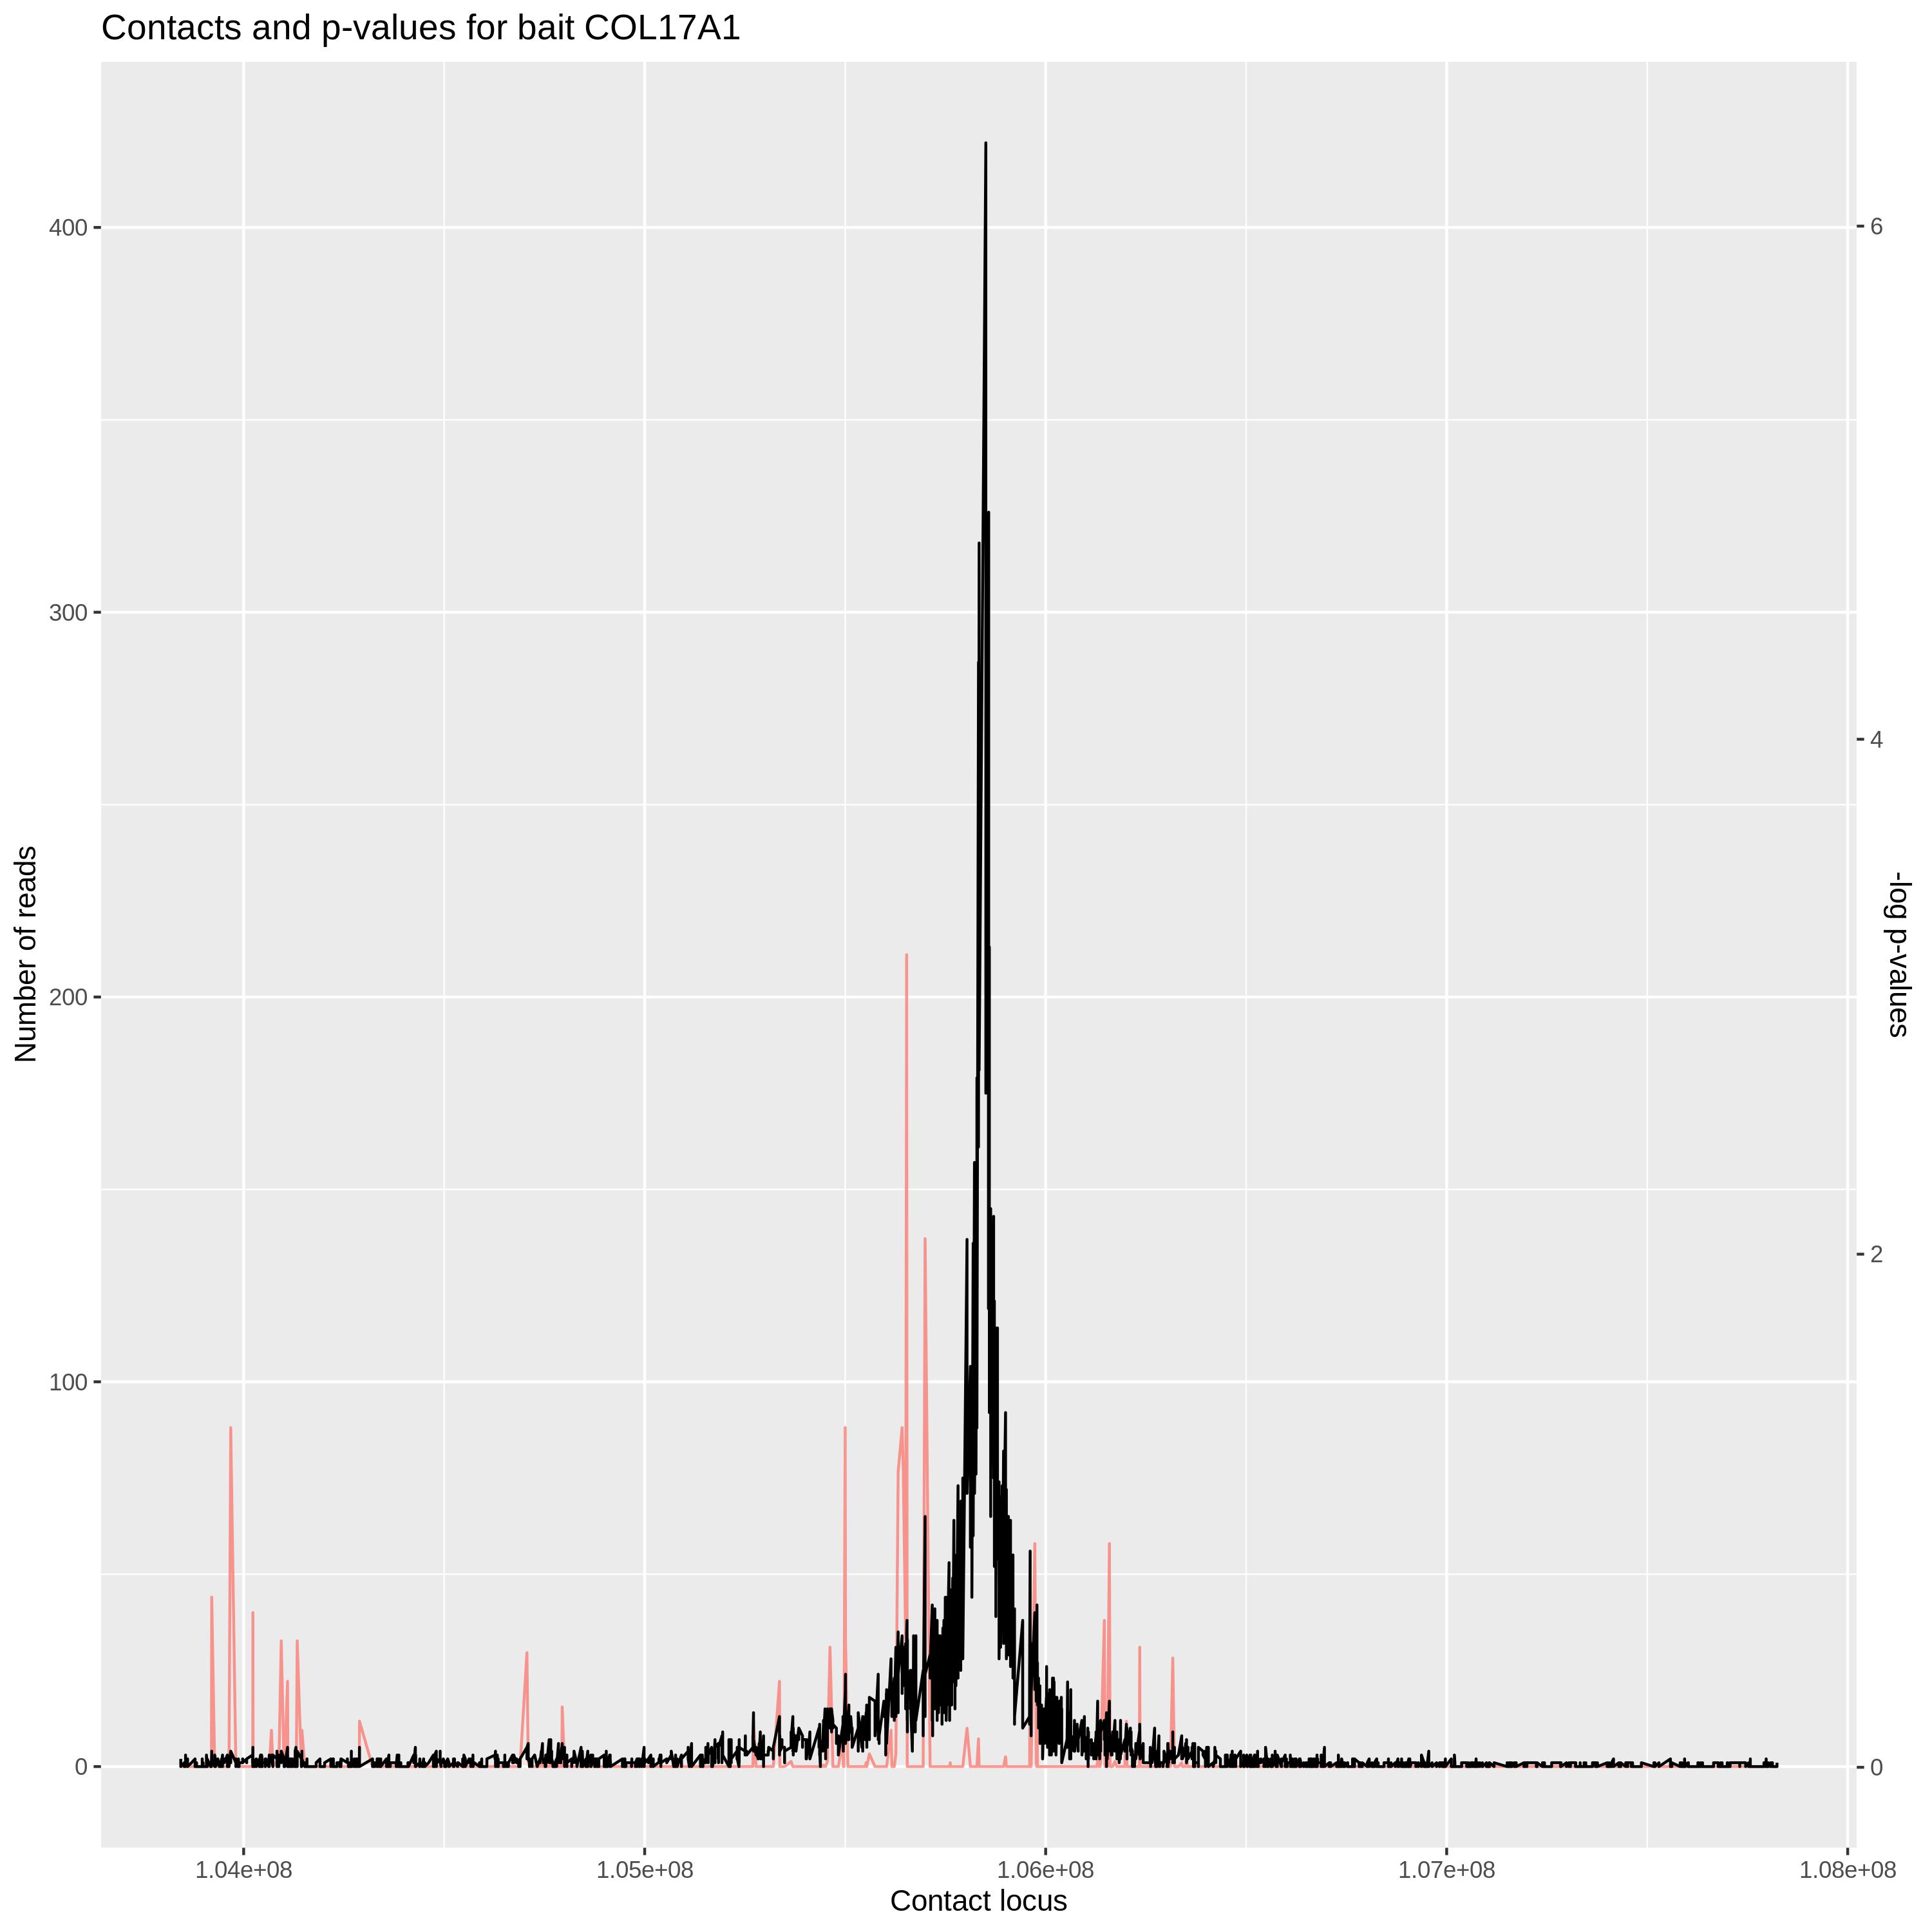 Contacts and p-values for bait COL17A1
Number of reads
400
300
200
100
0
6
4
2
0
-log p-values
1.04e+08
1.05e+08
1.06e+08
1.07e+08
1.08e+08
Contact locus